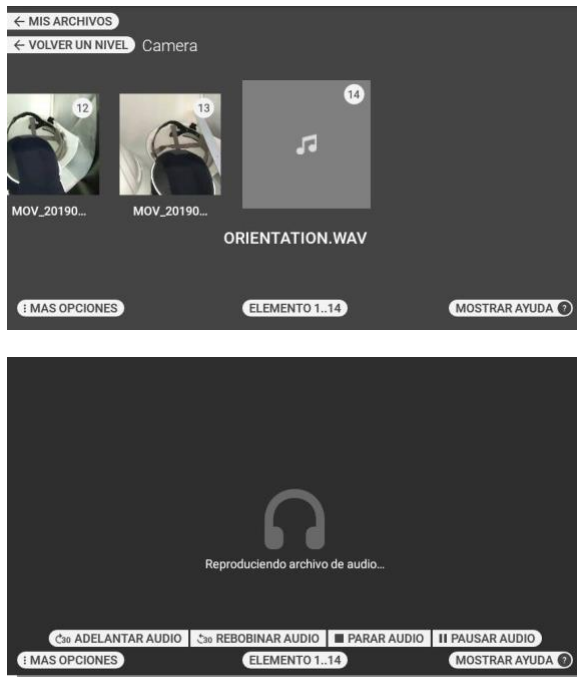 MIS ARCHIVOS
VOLVER UN NIVEL Camera
12 13 14
MOV_20190... MOV_20190...
ORIENTATION.WAV
MAS OPCIONES ELEMENTO 1..14 MOSTRAR AYUDA ?
Reproduciendo archivo de audio...
30 ADELANTAR AUDIO 30 REBOBINAR AUDIO PARAR AUDIO PAUSAR AUDIO
MAS OPCIONES ELEMENTO 1..14 MOSTRAR AYUDA ?